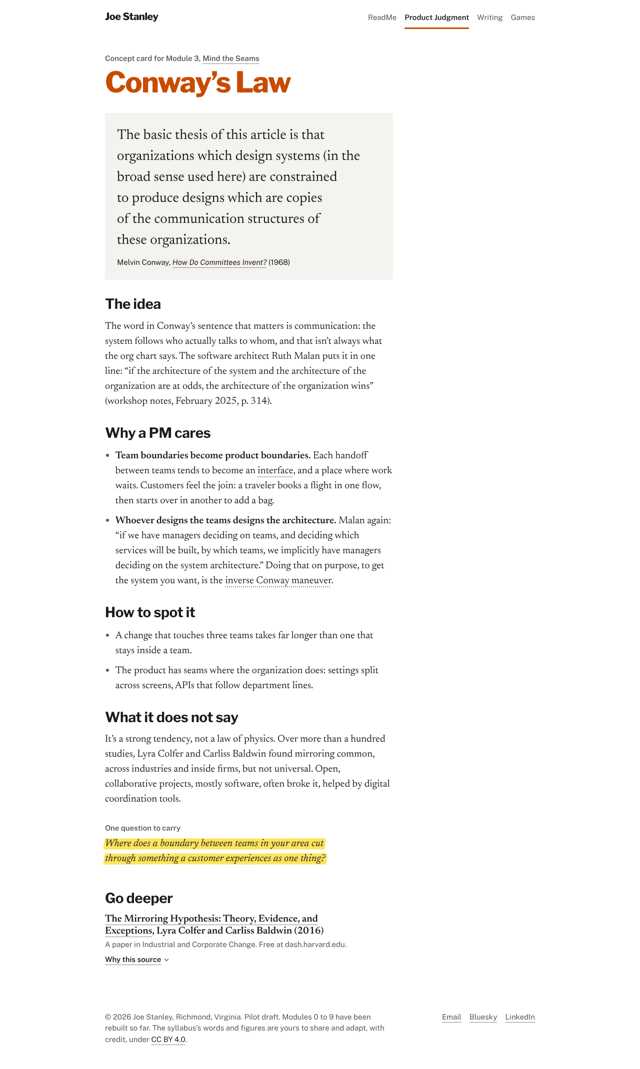 Joe Stanley
ReadMe Product Judgment Writing Games
Concept card for Module 3, Mind the Seams
Conway’s Law
The basic thesis of this article is that
organizations which design systems (in the
broad sense used here) are constrained
to produce designs which are copies
of the communication structures of
these organizations.
Melvin Conway, How Do Committees Invent? (1968)
The idea
The word in Conway’s sentence that matters is communication: the
system follows who actually talks to whom, and that isn’t always what
the org chart says. The software architect Ruth Malan puts it in one
line: “if the architecture of the system and the architecture of the
organization are at odds, the architecture of the organization wins”
(workshop notes, February 2025, p. 314).
Why a PM cares
• Team boundaries become product boundaries. Each handoff
between teams tends to become an interface, and a place where work
waits. Customers feel the join: a traveler books a flight in one flow,
then starts over in another to add a bag.
• Whoever designs the teams designs the architecture. Malan again:
“if we have managers deciding on teams, and deciding which
services will be built, by which teams, we implicitly have managers
deciding on the system architecture.” Doing that on purpose, to get
the system you want, is the inverse Conway maneuver.
How to spot it
• A change that touches three teams takes far longer than one that
stays inside a team.
• The product has seams where the organization does: settings split
across screens, APIs that follow department lines.
What it does not say
It’s a strong tendency, not a law of physics. Over more than a hundred
studies, Lyra Colfer and Carliss Baldwin found mirroring common,
across industries and inside firms, but not universal. Open,
collaborative projects, mostly software, often broke it, helped by digital
coordination tools.
One question to carry
Where does a boundary between teams in your area cut
through something a customer experiences as one thing?
Go deeper
The Mirroring Hypothesis: Theory, Evidence, and
Exceptions, Lyra Colfer and Carliss Baldwin (2016)
A paper in Industrial and Corporate Change. Free at dash.harvard.edu.
Why this source
© 2026 Joe Stanley, Richmond, Virginia. Pilot draft. Modules 0 to 9 have been
rebuilt so far. The syllabus’s words and figures are yours to share and adapt, with
credit, under CC BY 4.0.
Email Bluesky LinkedIn